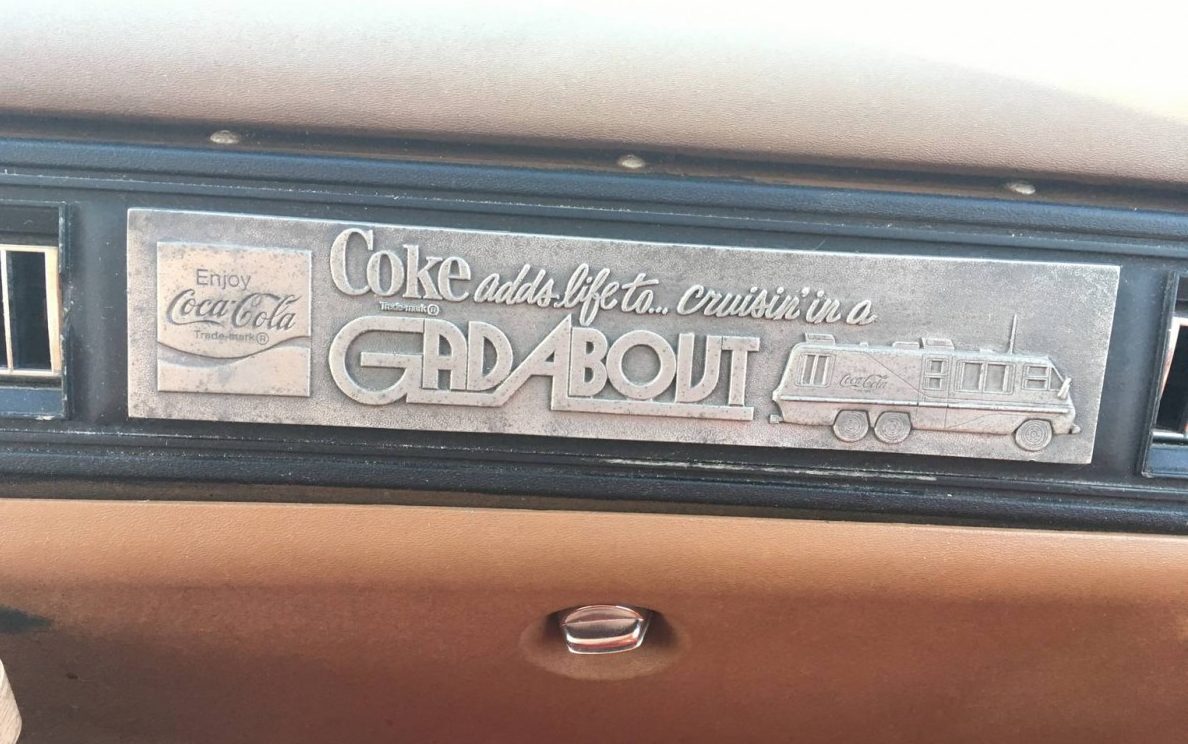 Enjoy
Coca-Cola
Trade-mark®
Coke adds life to... cruisin' in a
Trade-mark®
GADABOUT
Coca-Cola